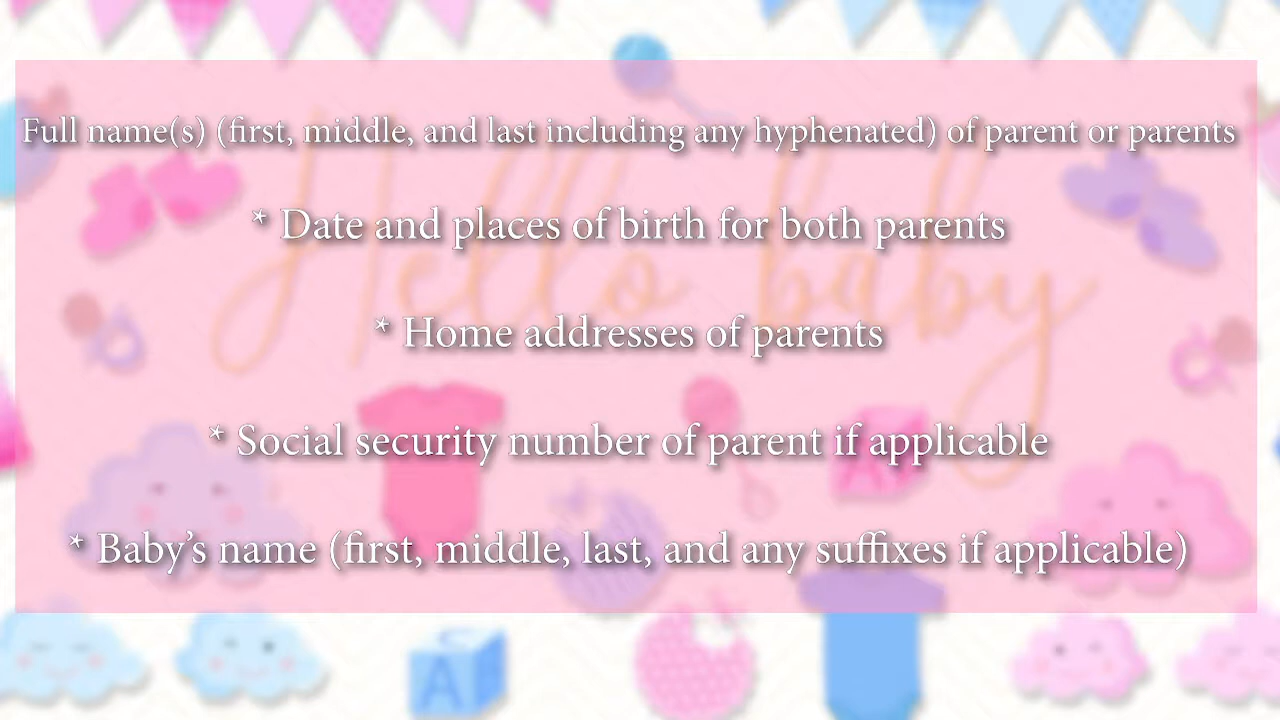 Full name(s) (first, middle, and last including any hyphenated) of parent or parents
* Date and places of birth for both parents
Hello baby
* Home addresses of parents
* Social security number of parent if applicable
* Baby’s name (first, middle, last, and any suffixes if applicable)
A